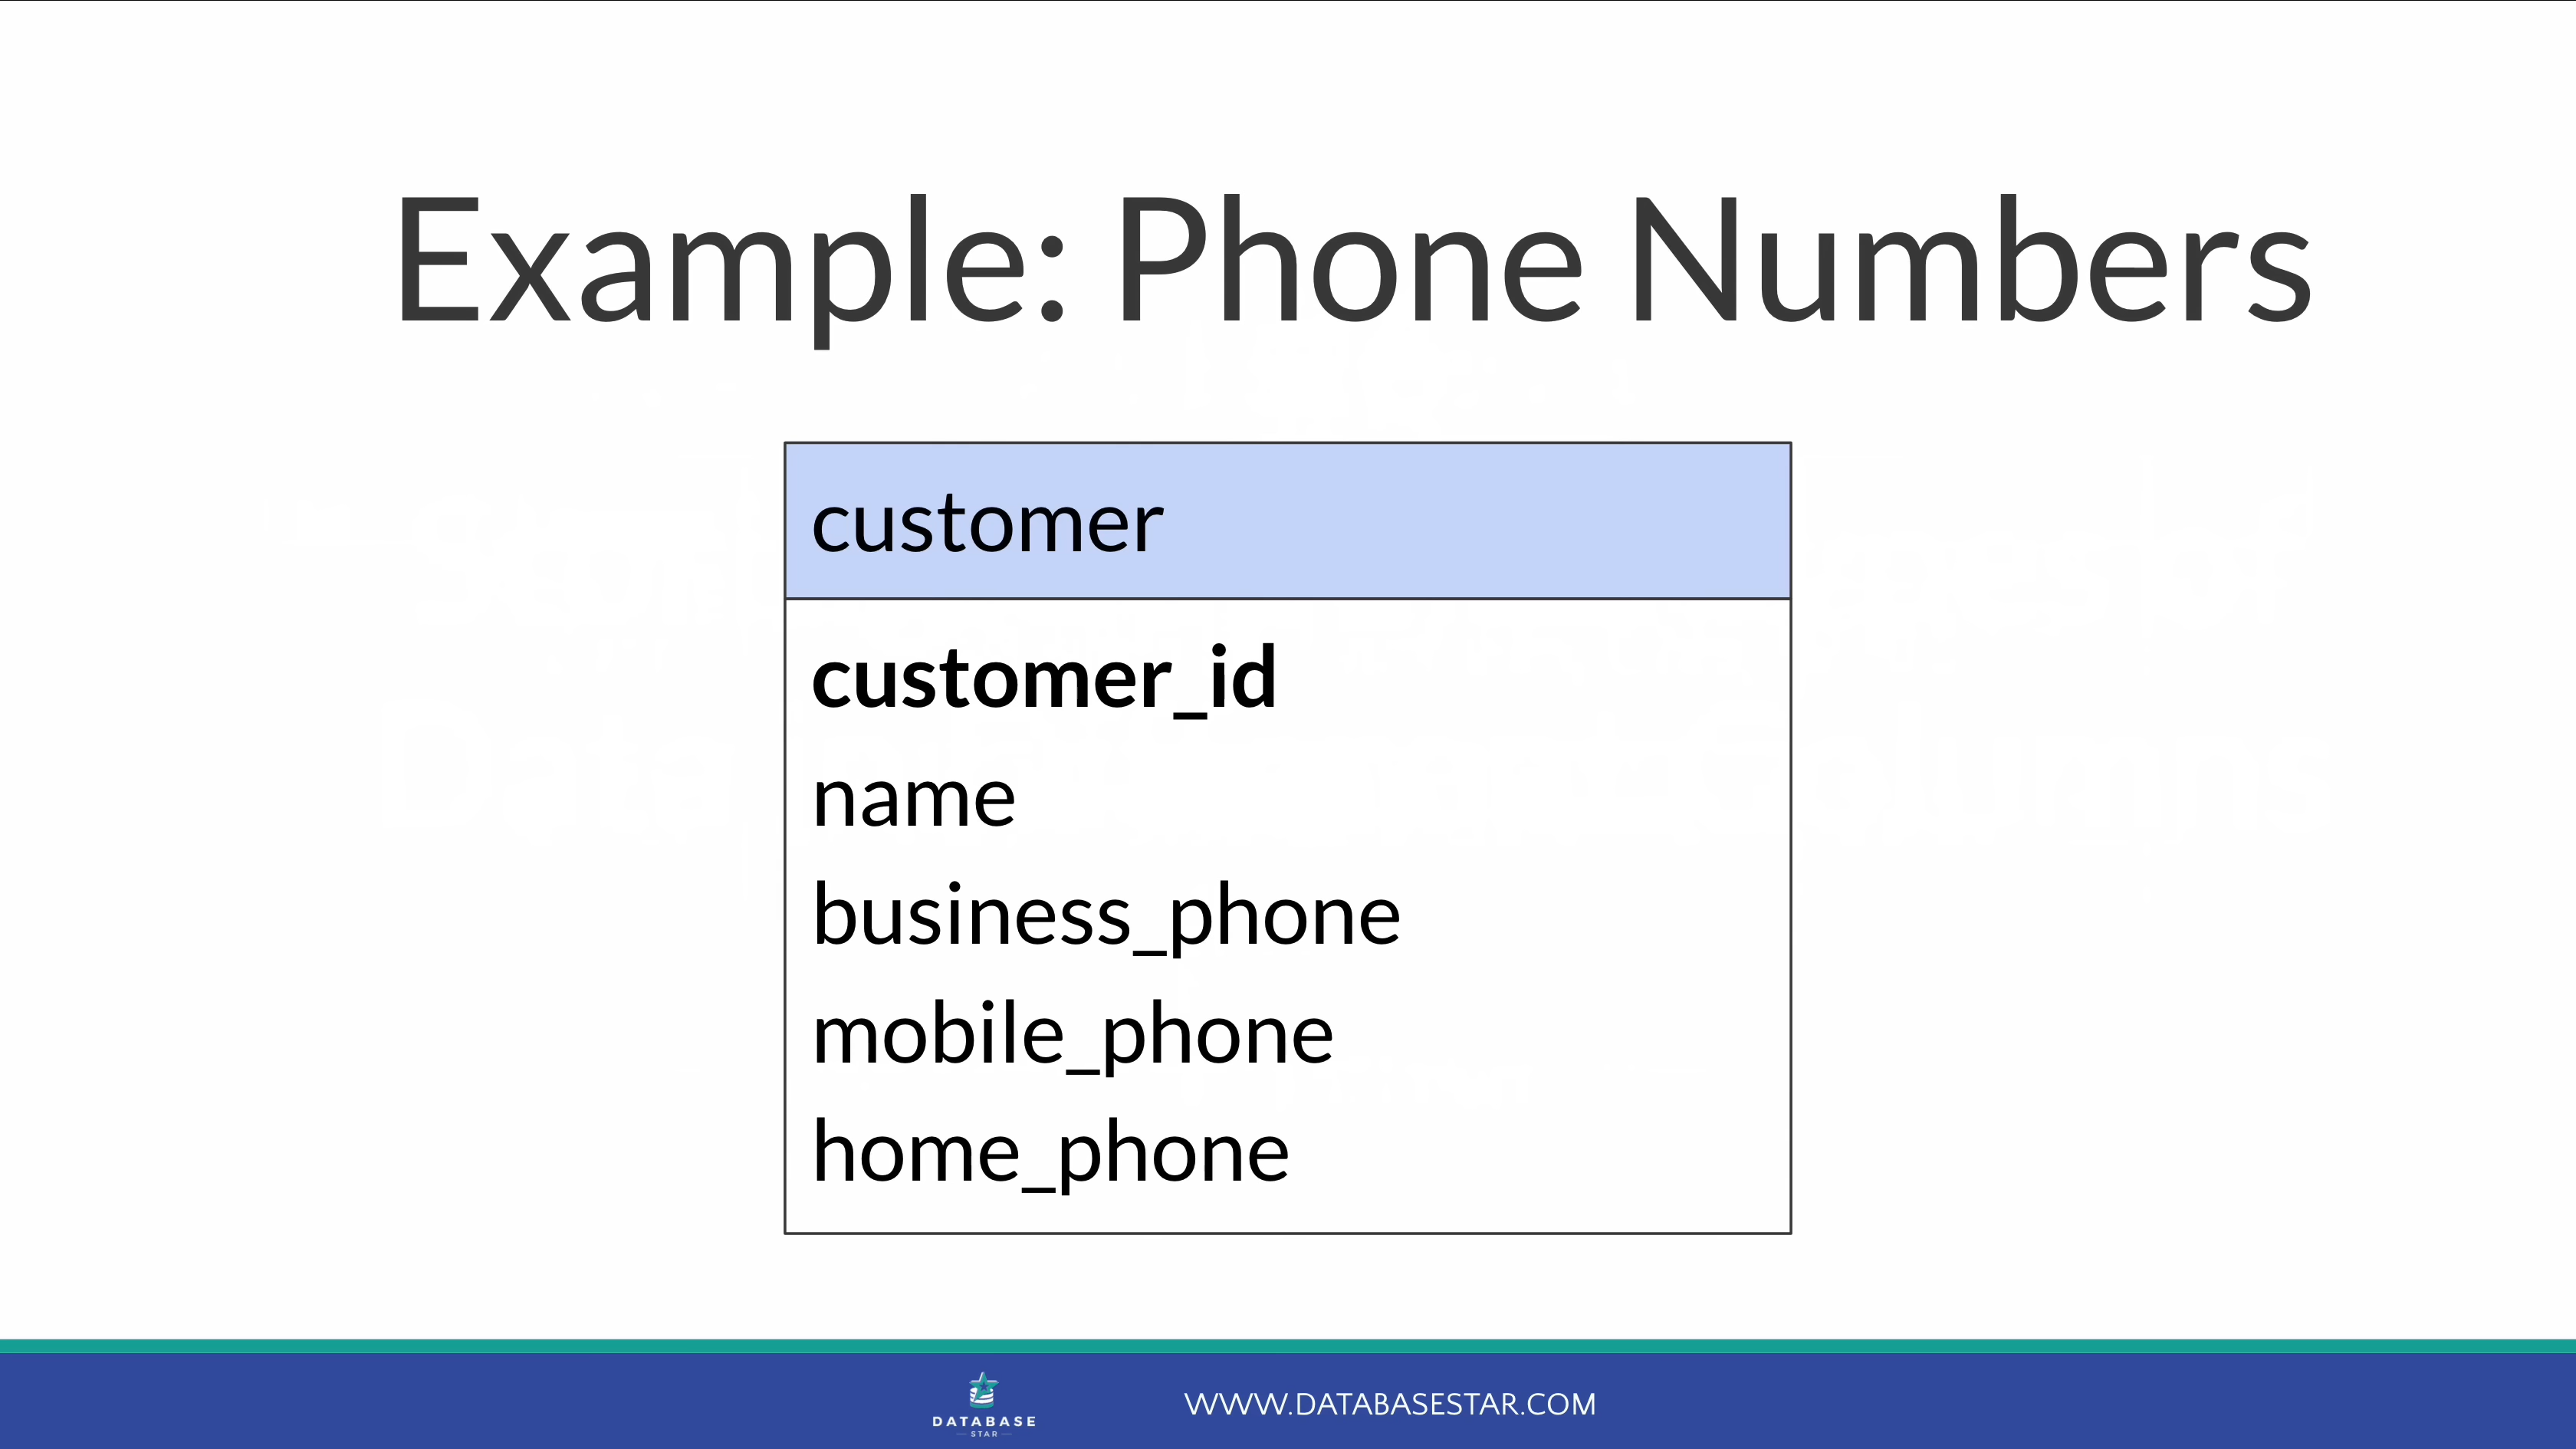 Example: Phone Numbers
customer
customer_id
name
business_phone
mobile_phone
home_phone
DATABASE
STAR
WWW.DATABASESTAR.COM